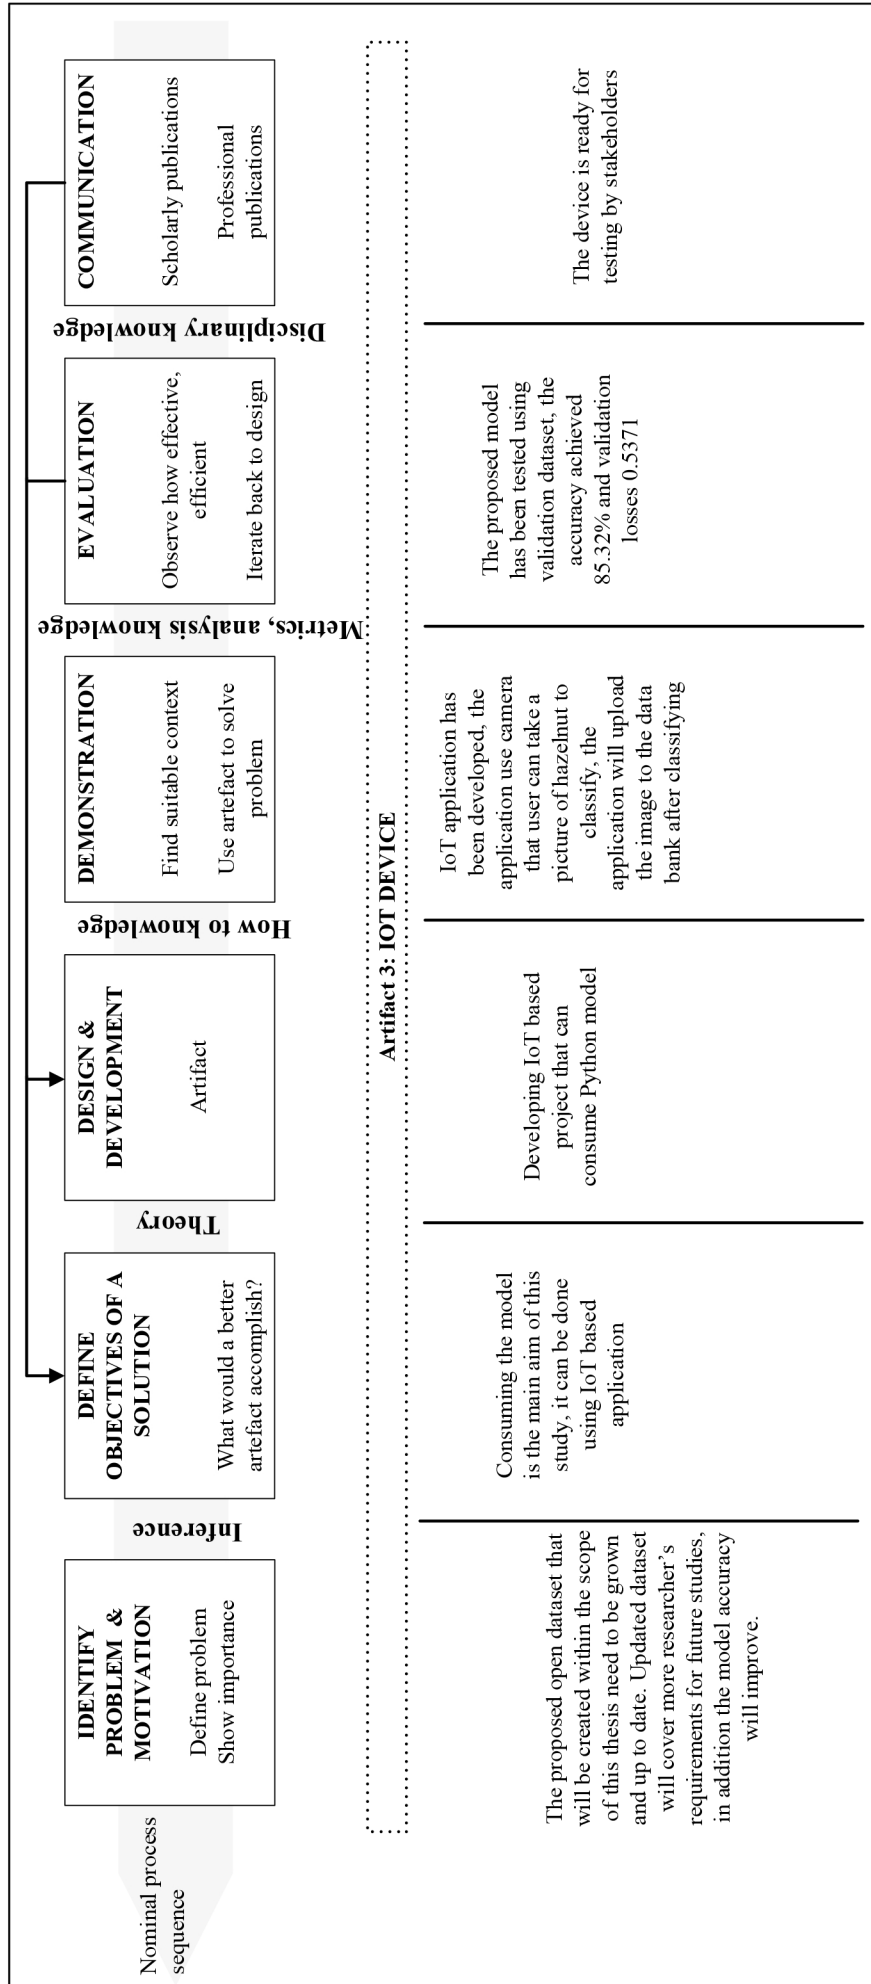 Nominal process
sequence
IDENTIFY
PROBLEM &
MOTIVATION
Define problem
Show importance
Inference
DEFINE
OBJECTIVES OF A
SOLUTION
What would a better
artefact accomplish?
Theory
DESIGN &
DEVELOPMENT
Artifact
How to knowledge
DEMONSTRATION
Find suitable context
Use artefact to solve
problem
Metrics, analysis knowledge
EVALUATION
Observe how effective,
efficient
Iterate back to design
Disciplinary knowledge
COMMUNICATION
Scholarly publications
Professional
publications
Artifact 3: IOT DEVICE
The proposed open dataset that
will be created within the scope
of this thesis need to be grown
and up to date. Updated dataset
will cover more researcher’s
requirements for future studies,
in addition the model accuracy
will improve.
Consuming the model
is the main aim of this
study, it can be done
using IoT based
application
Developing IoT based
project that can
consume Python model
IoT application has
been developed, the
application use camera
that user can take a
picture of hazelnut to
classify, the
application will upload
the image to the data
bank after classifying
The proposed model
has been tested using
validation dataset, the
accuracy achieved
85.32% and validation
losses 0.5371
The device is ready for
testing by stakeholders